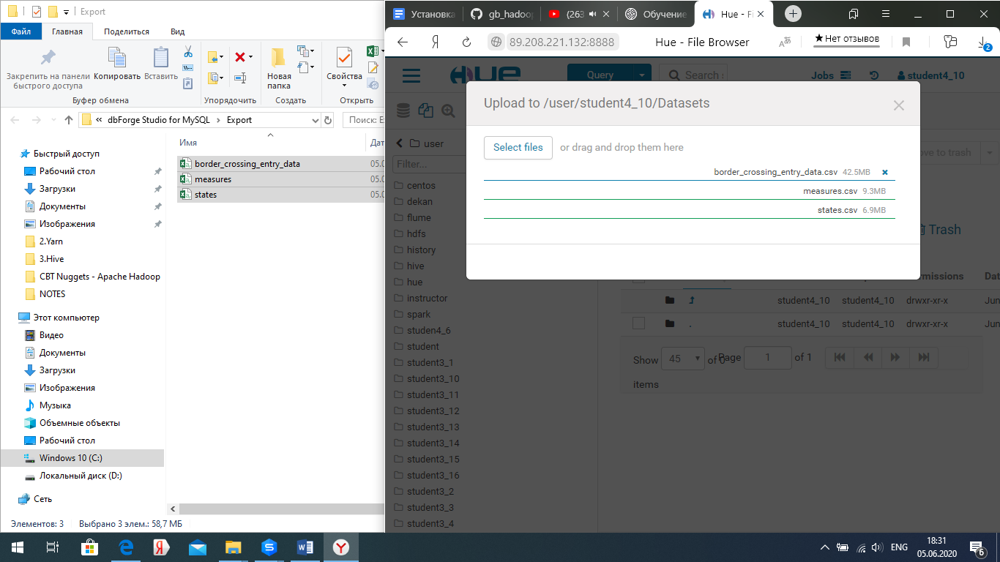 Export
Файл Главная Поделиться Вид
Закрепить на панели быстрого доступа
Копировать
Вставить
Буфер обмена
Упорядочить
Новая папка
Создать
Свойства
Открыть
dbForge Studio for MySQL Export
Поиск: E
Имя
Дат
border_crossing_entry_data 05.0
measures 05.0
states 05.0
Быстрый доступ
Рабочий стол
Загрузки
Документы
Изображения
2.Yarn
3.Hive
CBT Nuggets - Apache Hadoop
NOTES
Этот компьютер
Видео
Документы
Загрузки
Изображения
Музыка
Объемные объекты
Рабочий стол
Windows 10 (C:)
Локальный диск (D:)
Сеть
Элементов: 3 Выбрано 3 элем.: 58,7 МБ
Установка
gb_hadoo
(263
Обучение
Hue - Fi
89.208.221.132:8888
Hue - File Browser
Нет отзывов
2
HUE
Query
Search s
Jobs
student4_10
Upload to /user/student4_10/Datasets
Select files or drag and drop them here
border_crossing_entry_data.csv 42.5MB
measures.csv 9.3MB
states.csv 6.9MB
user
Filter...
centos
dekan
flume
hdfs
history
hive
hue
instructor
spark
studen4_6
student
student3_1
student3_10
student3_11
student3_12
student3_13
student3_14
student3_15
student3_16
student3_2
student3_3
student3_4
ove to trash
Trash
missions
Dat
student4_10 student4_10 drwxr-xr-x Jun
. student4_10 student4_10 drwxr-xr-x Jun
Show 45 of 0 items
Page 1 of 1
ENG
18:31
05.06.2020
6